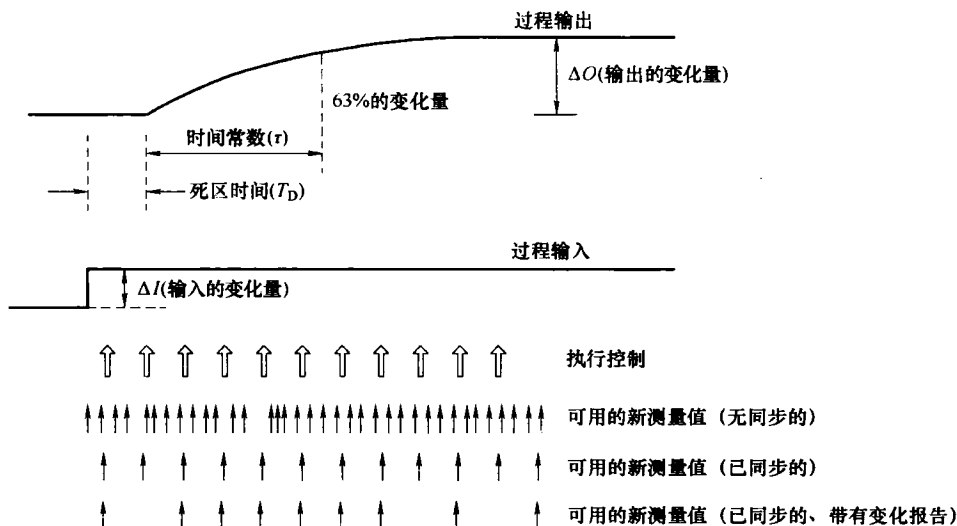 过程输出
ΔO(输出的变化量)
63%的变化量
时间常数(τ)
死区时间(T_D)
过程输入
ΔI(输入的变化量)
执行控制
可用的新测量值（无同步的）
可用的新测量值（已同步的）
可用的新测量值（已同步的、带有变化报告）